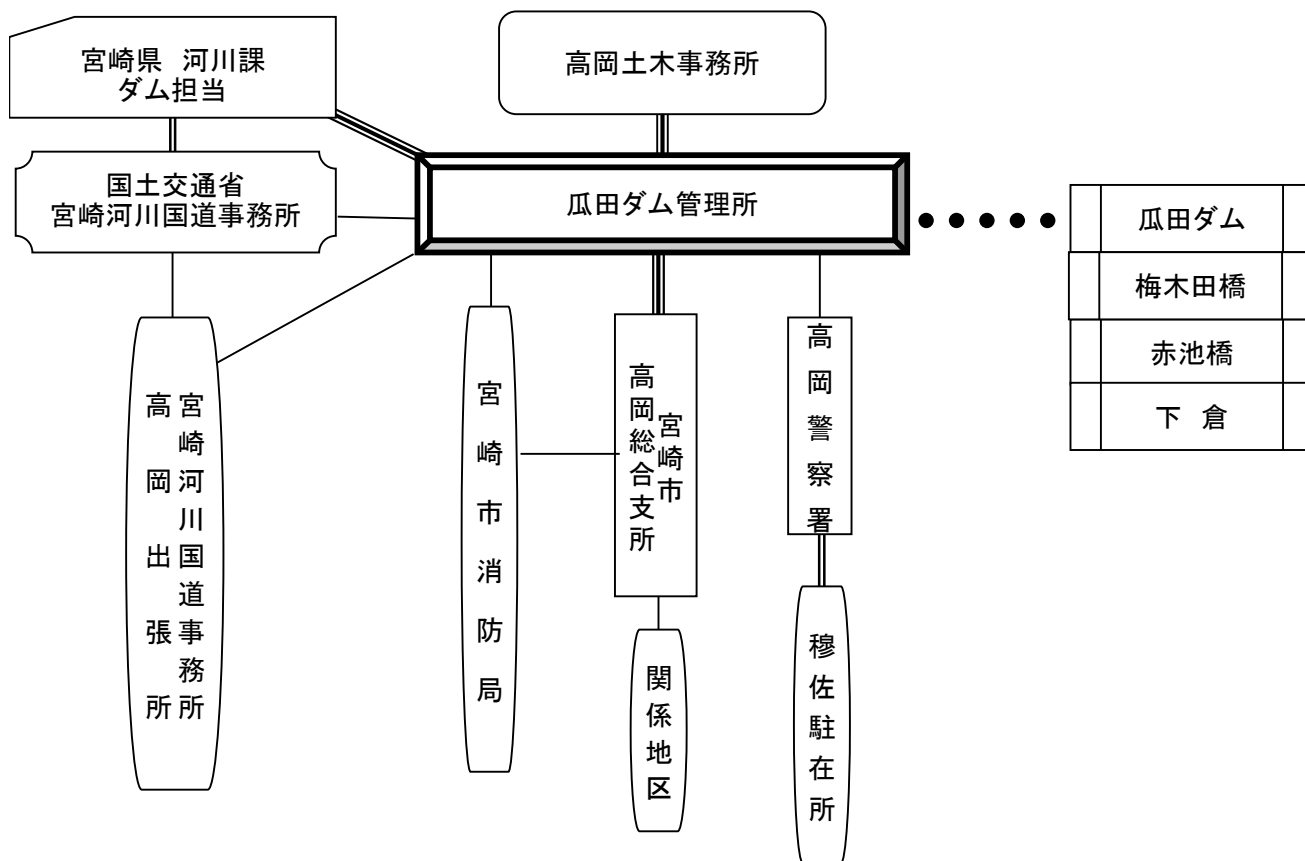 宮崎県 河川課
ダム担当
高岡土木事務所
国土交通省
宮崎河川国道事務所
瓜田ダム管理所
瓜田ダム
梅木田橋
赤池橋
下 倉
宮崎河川国道事務所
高岡出張所
宮崎市消防局
宮崎市
高岡総合支所
高岡警察署
関係地区
穆佐駐在所